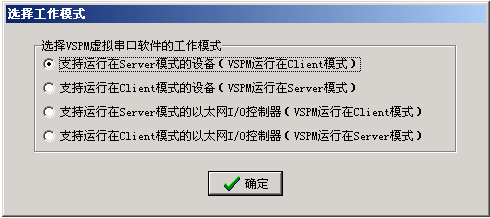 选择工作模式
选择VSPM虚拟串口软件的工作模式
支持运行在Server模式的设备(VSPM运行在Client模式)
支持运行在Client模式的设备(VSPM运行在Server模式)
支持运行在Server模式的以太网I/O控制器(VSPM运行在Client模式)
支持运行在Client模式的以太网I/O控制器(VSPM运行在Server模式)
确定